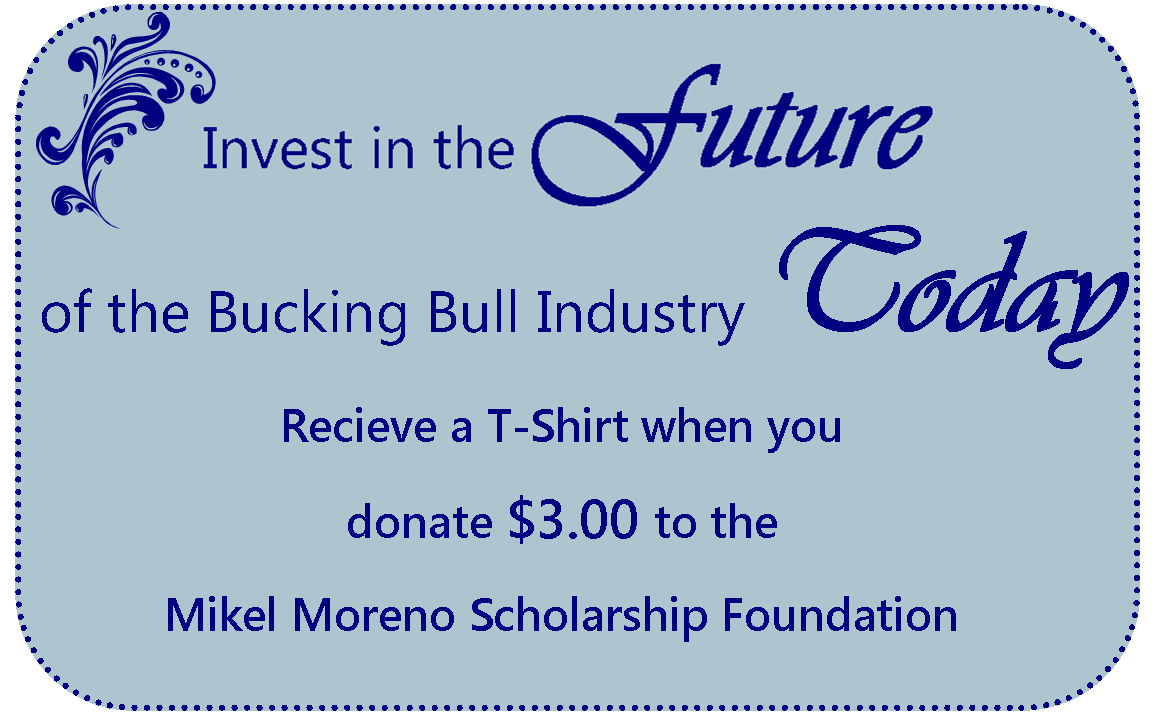 Invest in the Future
of the Bucking Bull Industry Today
Recieve a T-Shirt when you
donate $3.00 to the
Mikel Moreno Scholarship Foundation